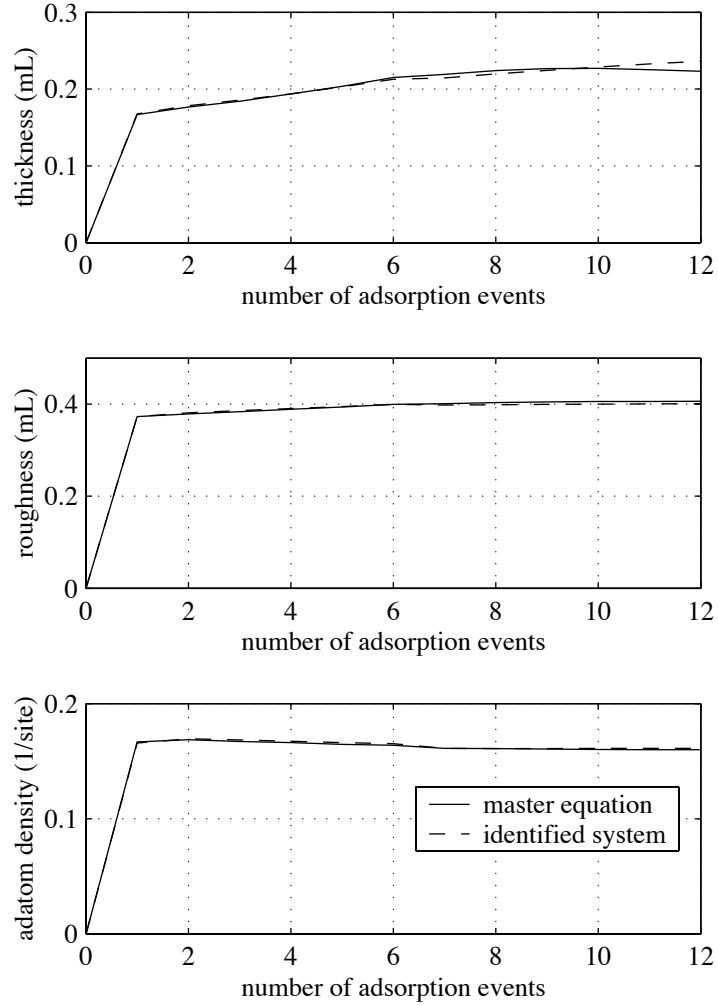 thickness (mL)
0.3
0.2
0.1
0
0 2 4 6 8 10 12
number of adsorption events
roughness (mL)
0.4
0.2
0
0 2 4 6 8 10 12
number of adsorption events
adatom density (1/site)
0.2
0.1
0
master equation
identified system
0 2 4 6 8 10 12
number of adsorption events